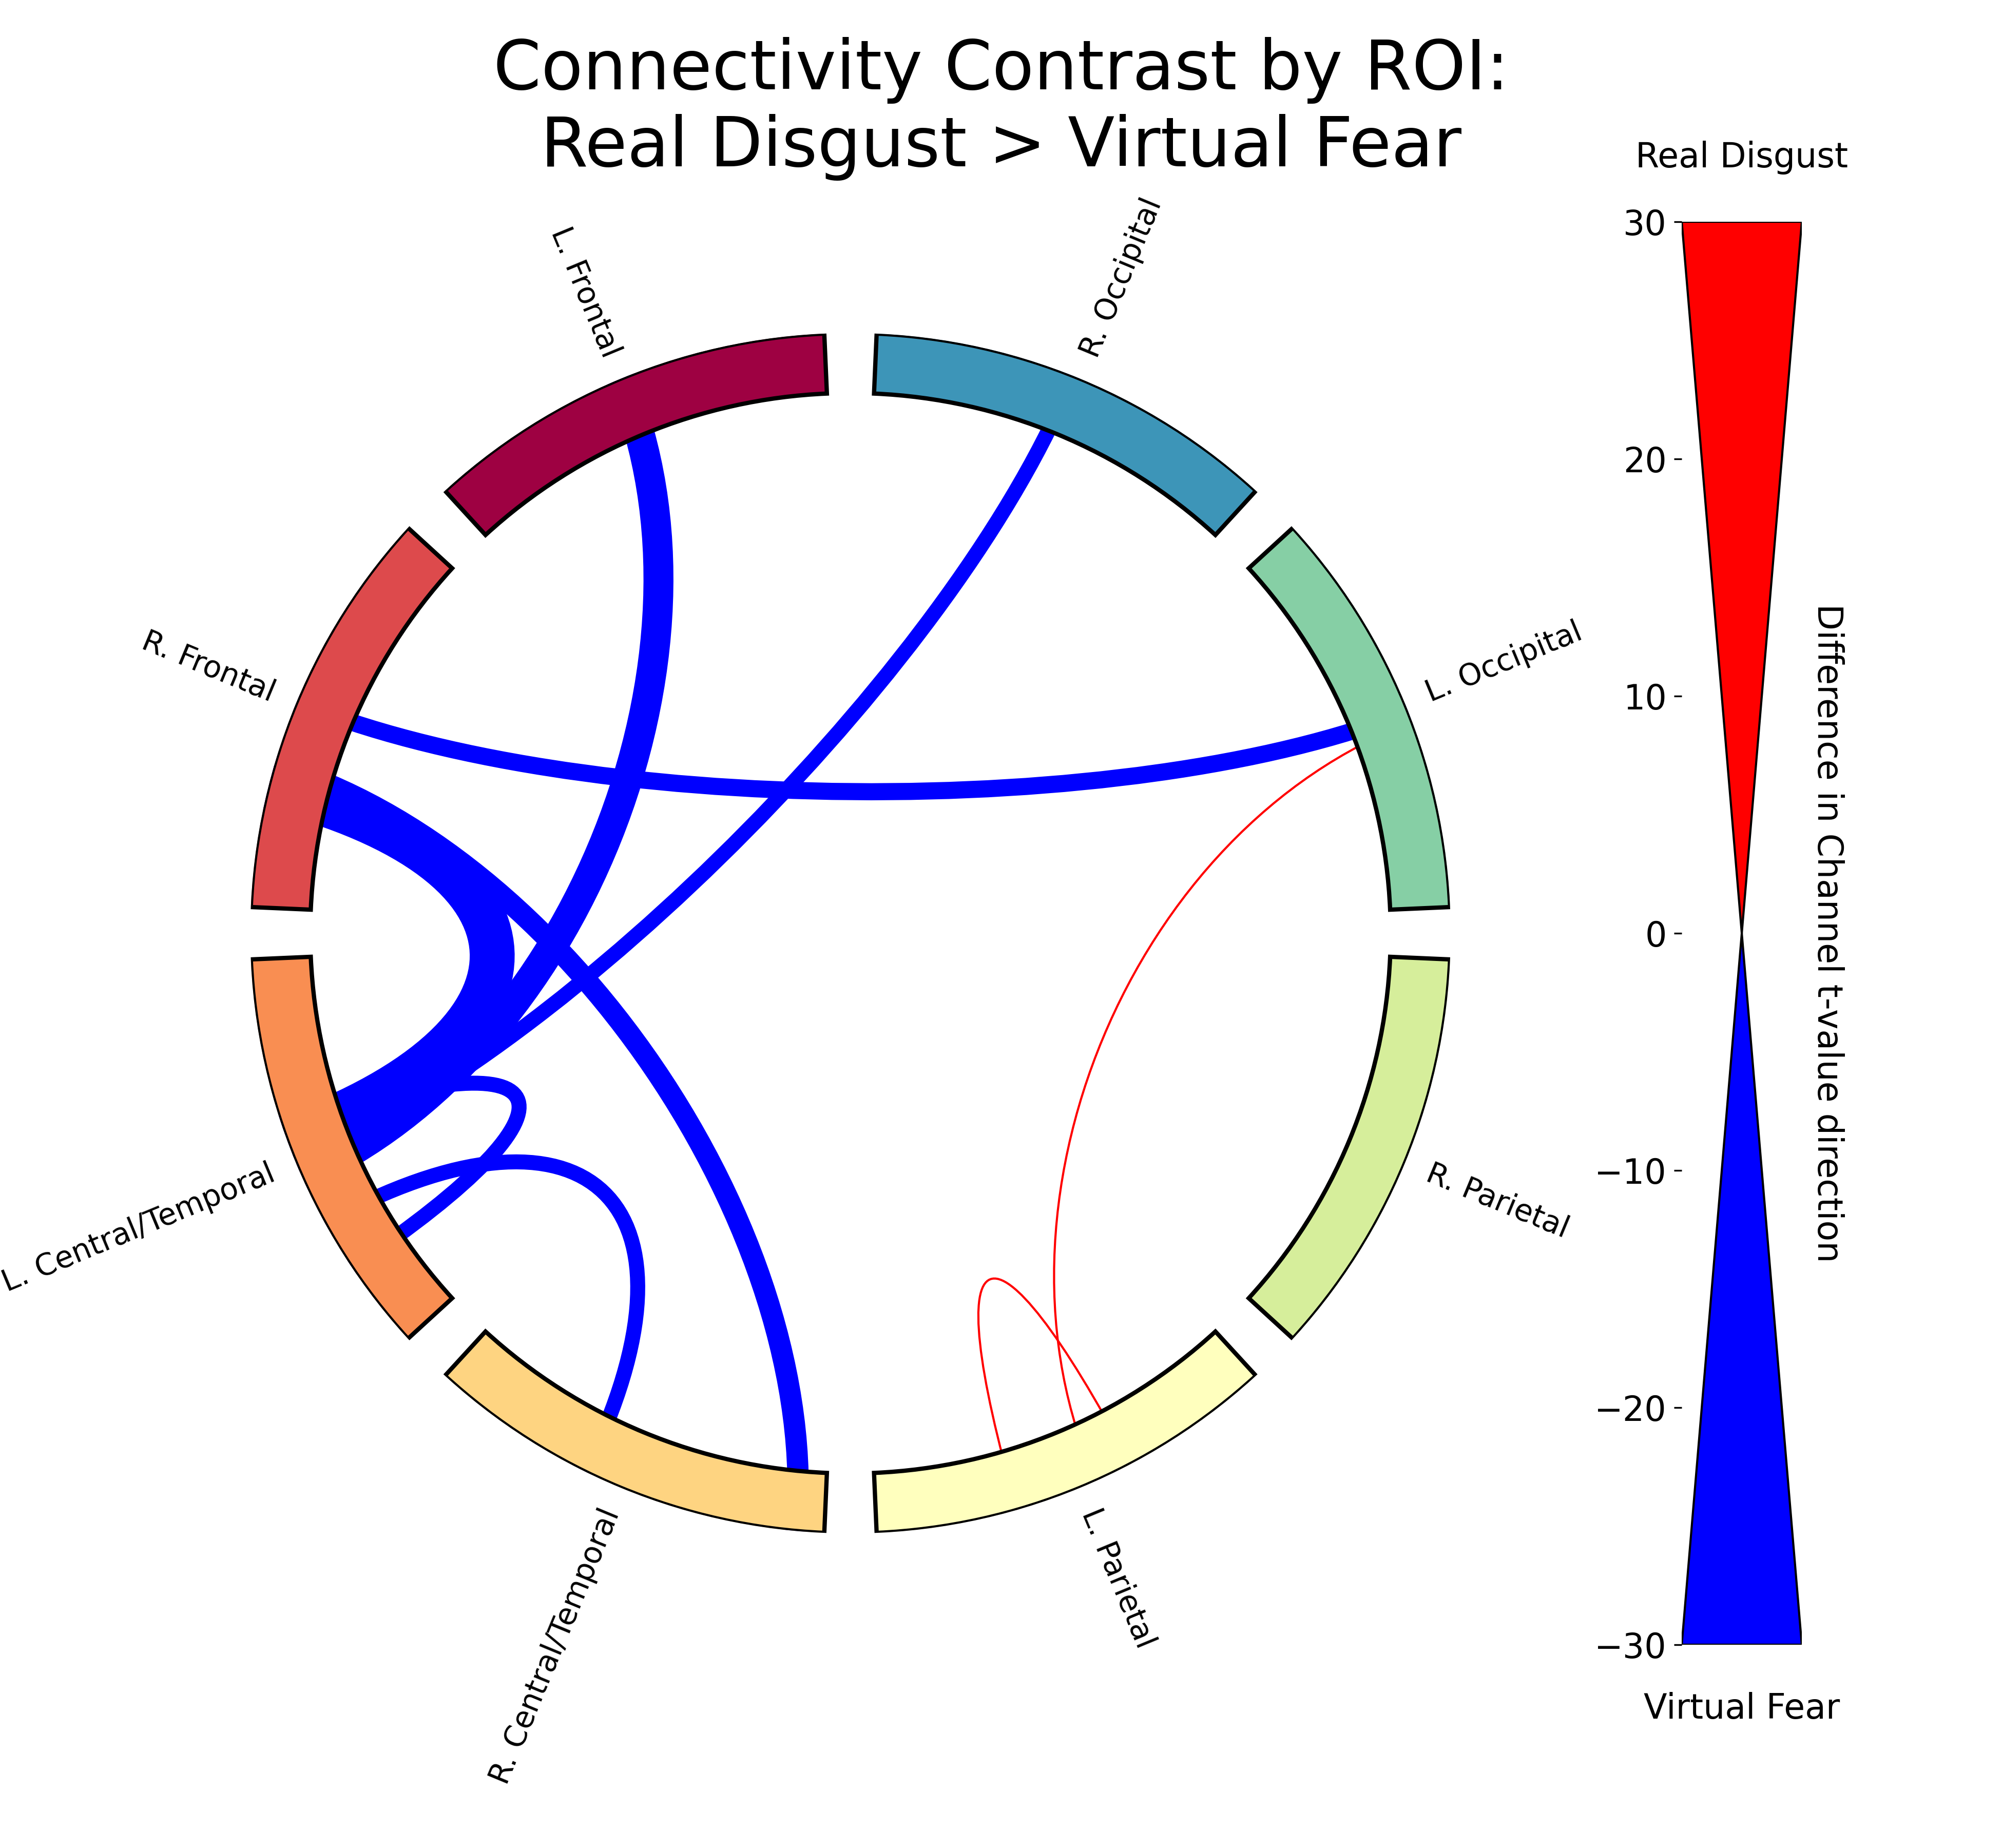 Connectivity Contrast by ROI:
Real Disgust > Virtual Fear
Real Disgust
30
20
10
0
−10
−20
−30
Virtual Fear
Difference in Channel t-value direction
L. Frontal
R. Occipital
R. Frontal
L. Occipital
L. Central/Temporal
R. Parietal
R. Central/Temporal
L. Parietal